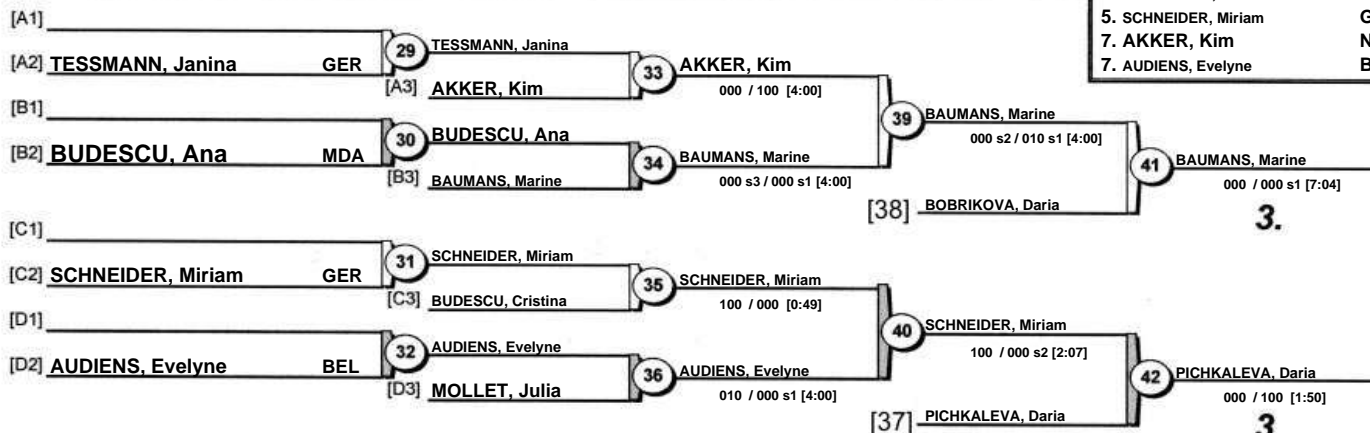 5. SCHNEIDER, Miriam G
7. AKKER, Kim N
7. AUDIENS, Evelyne B
[A1]
[A2] TESSMANN, Janina GER
29
TESSMANN, Janina
[A3] AKKER, Kim
33
AKKER, Kim
000 / 100 [4:00]
[B1]
[B2] BUDESCU, Ana MDA
30
BUDESCU, Ana
[B3] BAUMANS, Marine
34
BAUMANS, Marine
000 s3 / 000 s1 [4:00]
39
BAUMANS, Marine
000 s2 / 010 s1 [4:00]
[38] BOBRIKOVA, Daria
41
BAUMANS, Marine
000 / 000 s1 [7:04]
3.
[C1]
[C2] SCHNEIDER, Miriam GER
31
SCHNEIDER, Miriam
[C3] BUDESCU, Cristina
35
SCHNEIDER, Miriam
100 / 000 [0:49]
[D1]
[D2] AUDIENS, Evelyne BEL
32
AUDIENS, Evelyne
[D3] MOLLET, Julia
36
AUDIENS, Evelyne
010 / 000 s1 [4:00]
40
SCHNEIDER, Miriam
100 / 000 s2 [2:07]
[37] PICHKALEVA, Daria
42
PICHKALEVA, Daria
000 / 100 [1:50]
3